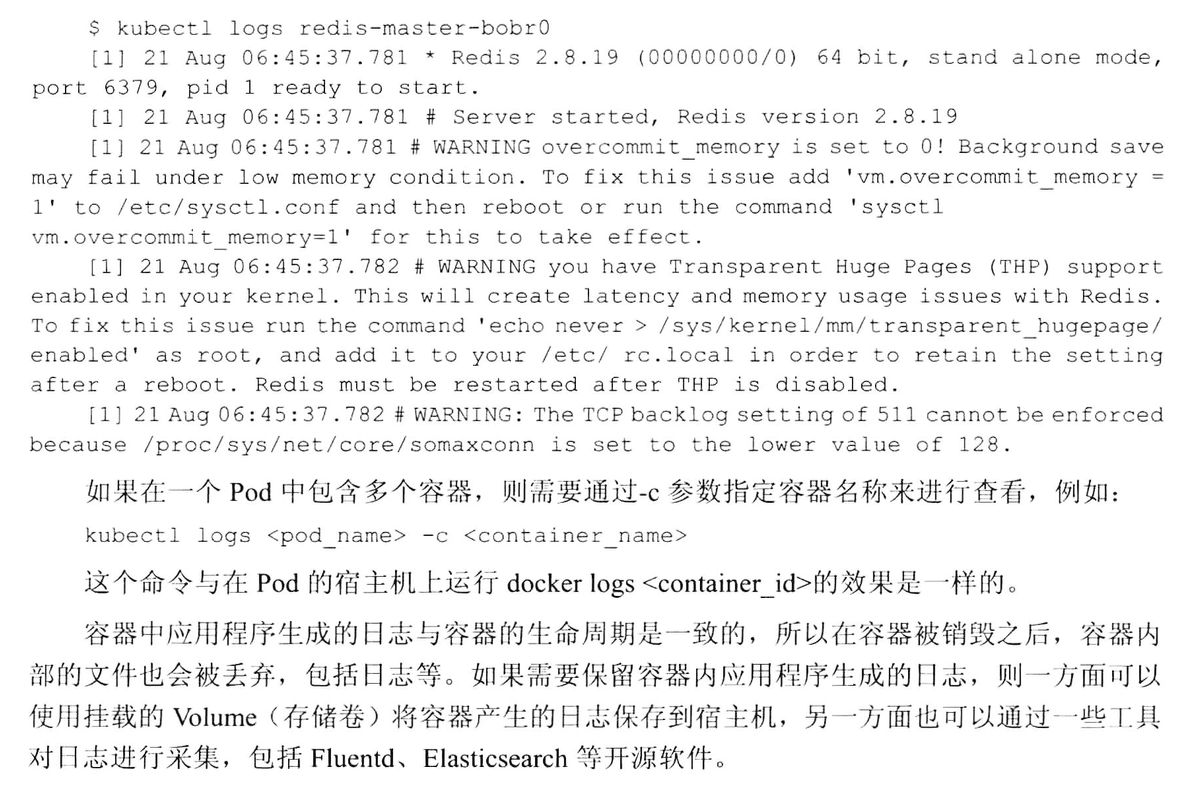 $ kubectl logs redis-master-bobr0
[1] 21 Aug 06:45:37.781 * Redis 2.8.19 (00000000/0) 64 bit, stand alone mode,
port 6379, pid 1 ready to start.
[1] 21 Aug 06:45:37.781 # Server started, Redis version 2.8.19
[1] 21 Aug 06:45:37.781 # WARNING overcommit_memory is set to 0! Background save
may fail under low memory condition. To fix this issue add 'vm.overcommit_memory =
1' to /etc/sysctl.conf and then reboot or run the command 'sysctl
vm.overcommit_memory=1' for this to take effect.
[1] 21 Aug 06:45:37.782 # WARNING you have Transparent Huge Pages (THP) support
enabled in your kernel. This will create latency and memory usage issues with Redis.
To fix this issue run the command 'echo never > /sys/kernel/mm/transparent_hugepage/
enabled' as root, and add it to your /etc/ rc.local in order to retain the setting
after a reboot. Redis must be restarted after THP is disabled.
[1] 21 Aug 06:45:37.782 # WARNING: The TCP backlog setting of 511 cannot be enforced
because /proc/sys/net/core/somaxconn is set to the lower value of 128.
如果在一个 Pod 中包含多个容器，则需要通过-c 参数指定容器名称来进行查看，例如：
kubectl logs <pod_name> -c <container_name>
这个命令与在 Pod 的宿主机上运行 docker logs <container_id>的效果是一样的。
容器中应用程序生成的日志与容器的生命周期是一致的，所以在容器被销毁之后，容器内
部的文件也会被丢弃，包括日志等。如果需要保留容器内应用程序生成的日志，则一方面可以
使用挂载的 Volume（存储卷）将容器产生的日志保存到宿主机，另一方面也可以通过一些工具
对日志进行采集，包括 Fluentd、Elasticsearch 等开源软件。